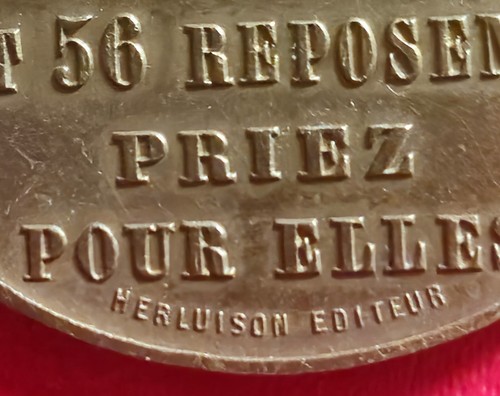 T 56 REPOSEN
PRIEZ
POUR ELLES
HERLUISON EDITEUR